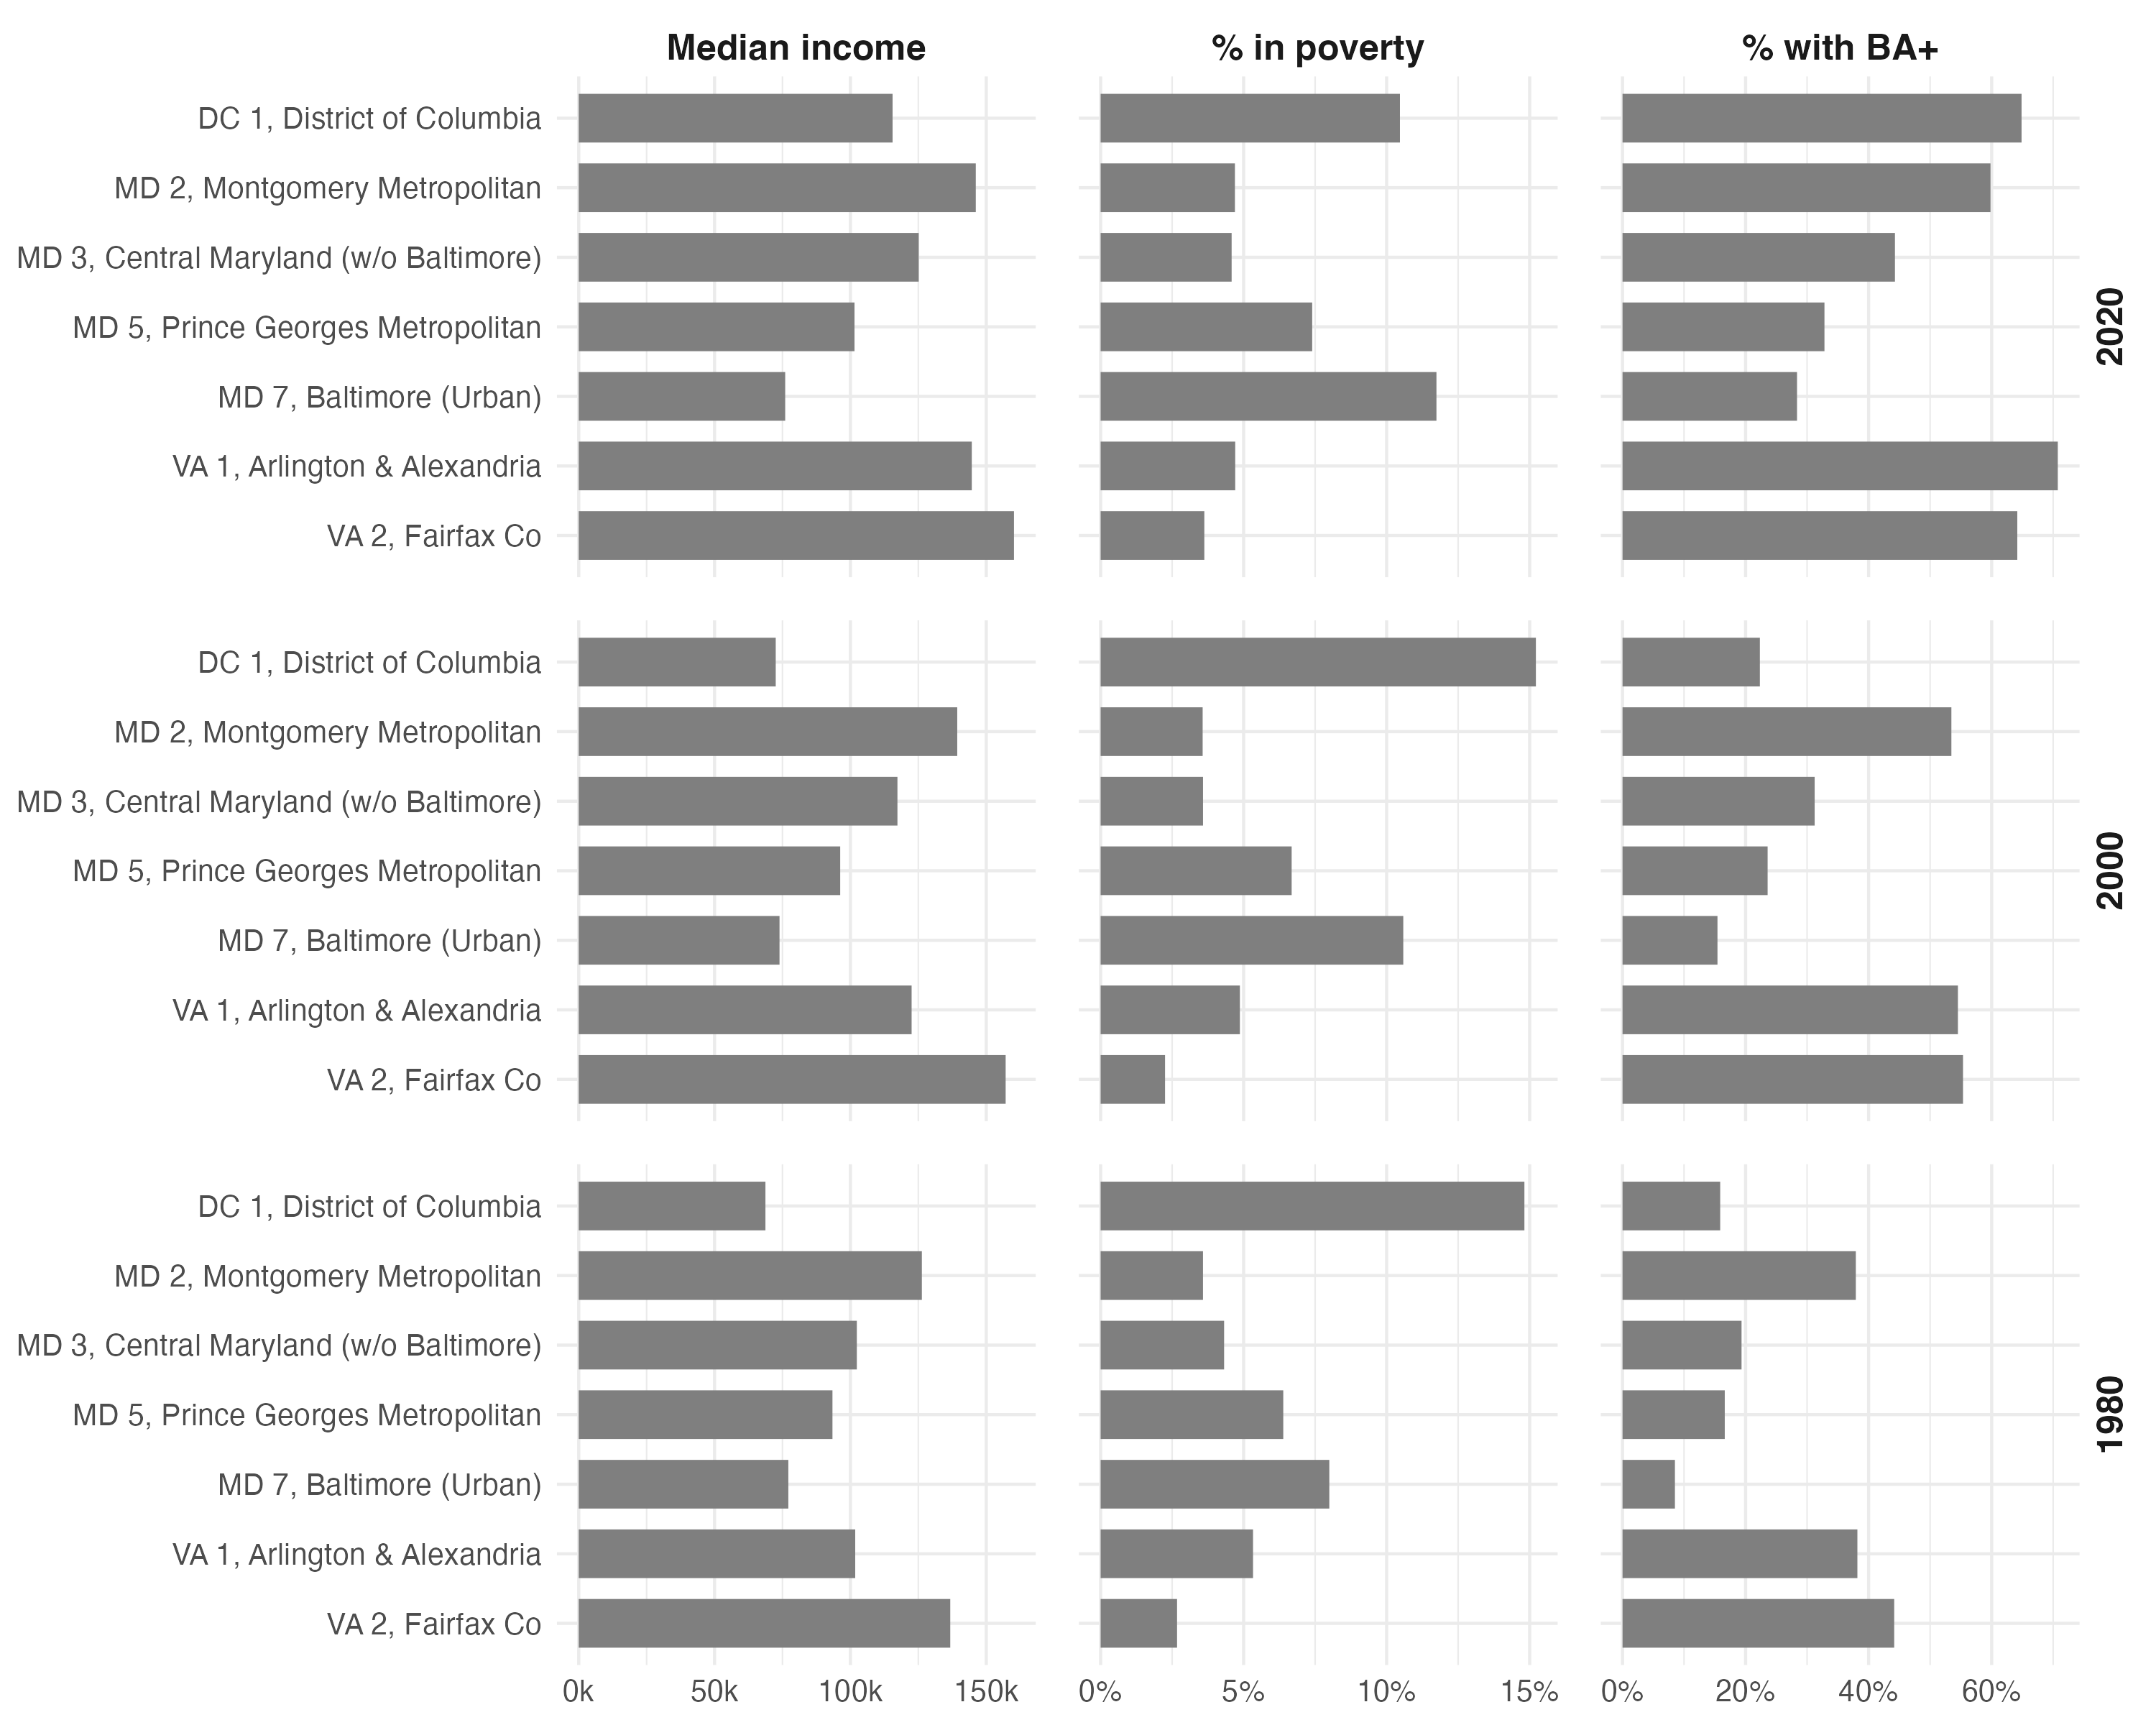 Median income % in poverty % with BA+
DC 1, District of Columbia
MD 2, Montgomery Metropolitan
MD 3, Central Maryland (w/o Baltimore)
MD 5, Prince Georges Metropolitan
MD 7, Baltimore (Urban)
VA 1, Arlington & Alexandria
VA 2, Fairfax Co
2020
DC 1, District of Columbia
MD 2, Montgomery Metropolitan
MD 3, Central Maryland (w/o Baltimore)
MD 5, Prince Georges Metropolitan
MD 7, Baltimore (Urban)
VA 1, Arlington & Alexandria
VA 2, Fairfax Co
2000
DC 1, District of Columbia
MD 2, Montgomery Metropolitan
MD 3, Central Maryland (w/o Baltimore)
MD 5, Prince Georges Metropolitan
MD 7, Baltimore (Urban)
VA 1, Arlington & Alexandria
VA 2, Fairfax Co
1980
0k 50k 100k 150k 0% 5% 10% 15% 0% 20% 40% 60%